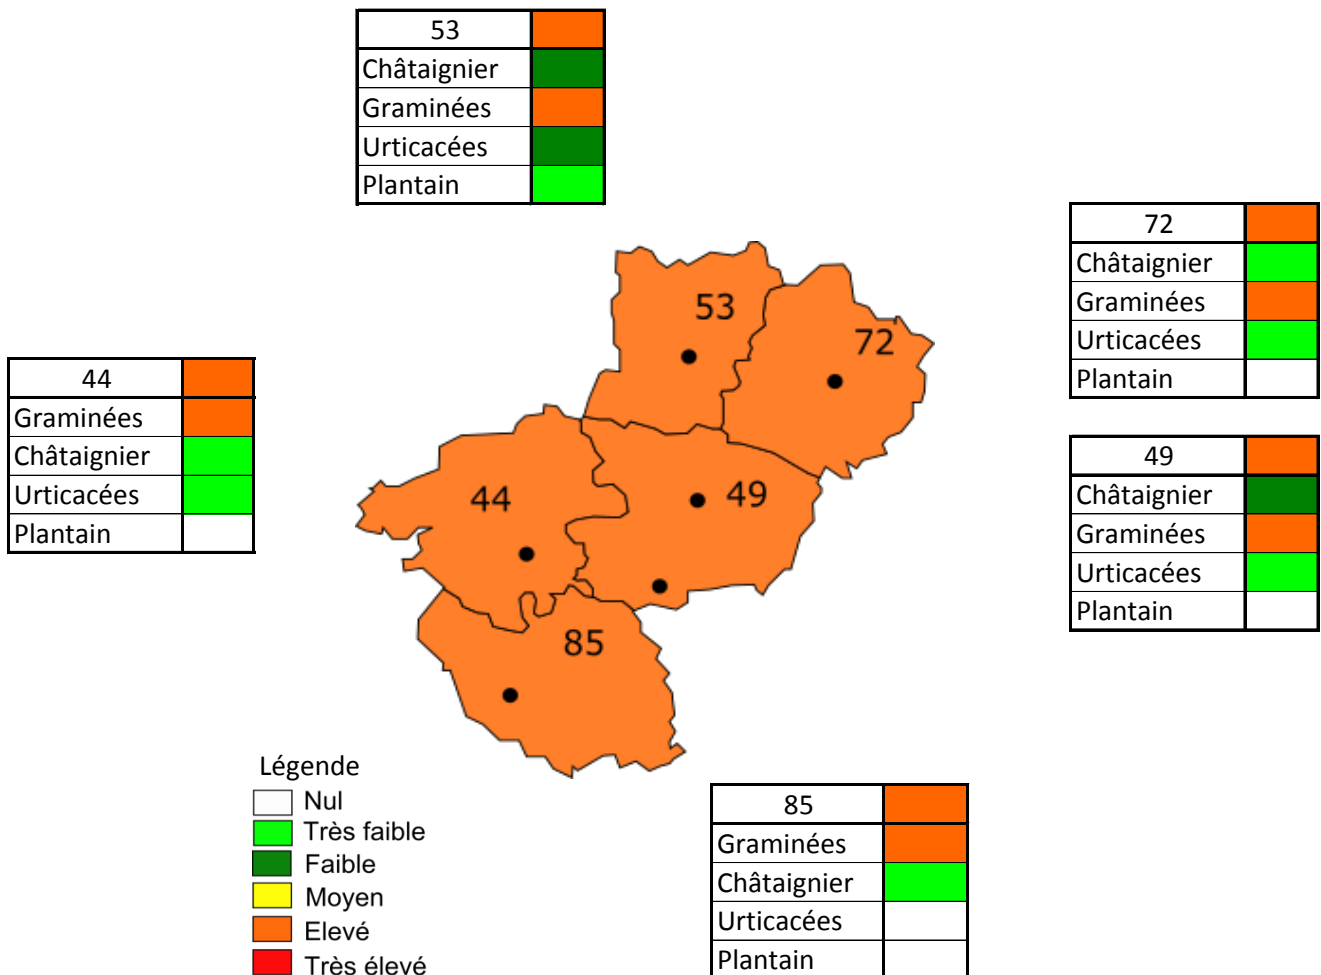 53
Châtaignier
Graminées
Urticacées
Plantain
72
Châtaignier
Graminées
Urticacées
Plantain
44
Graminées
Châtaignier
Urticacées
Plantain
49
Châtaignier
Graminées
Urticacées
Plantain
53
72
44
49
85
Légende
Nul
Très faible
Faible
Moyen
Elevé
Très élevé
85
Graminées
Châtaignier
Urticacées
Plantain